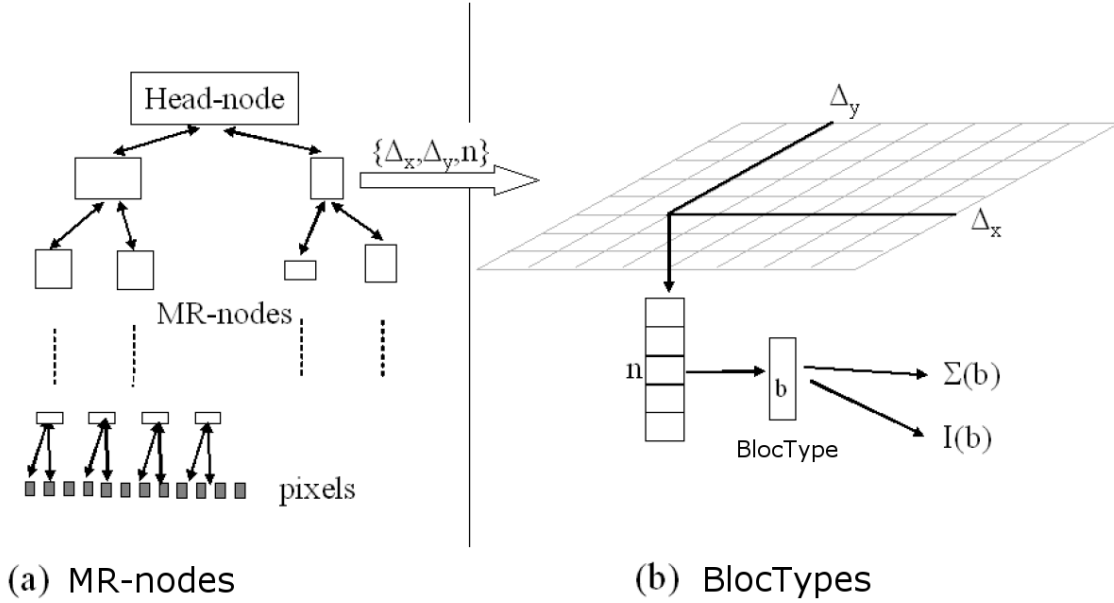 Head-node
{Δx,Δy,n}
MR-nodes
pixels
(a) MR-nodes
Δy
Δx
n
b
BlocType
Σ(b)
I(b)
(b) BlocTypes